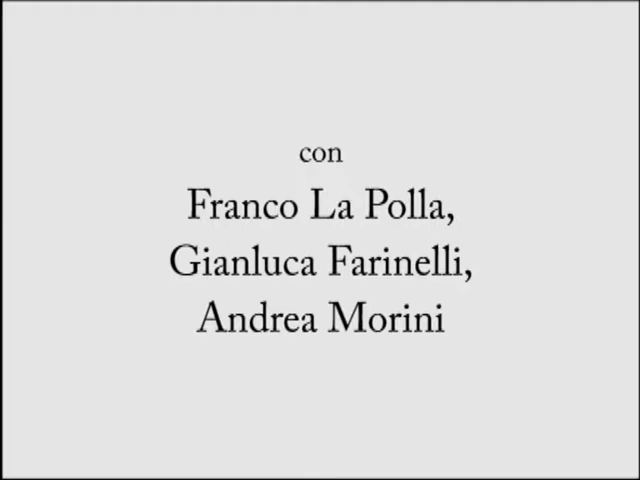 con
Franco La Polla,
Gianluca Farinelli,
Andrea Morini